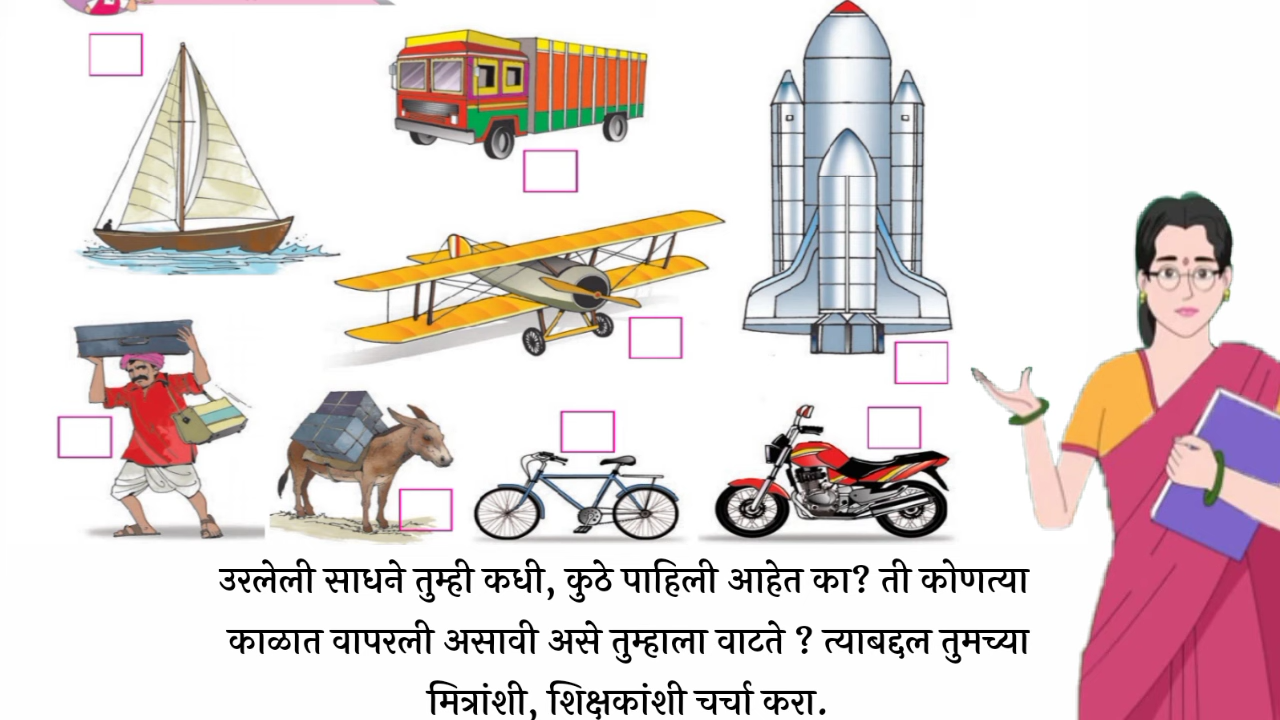 उरलेली साधने तुम्ही कधी, कुठे पाहिली आहेत का? ती कोणत्या
काळात वापरली असावी असे तुम्हाला वाटते ? त्याबद्दल तुमच्या
मित्रांशी, शिक्षकांशी चर्चा करा.